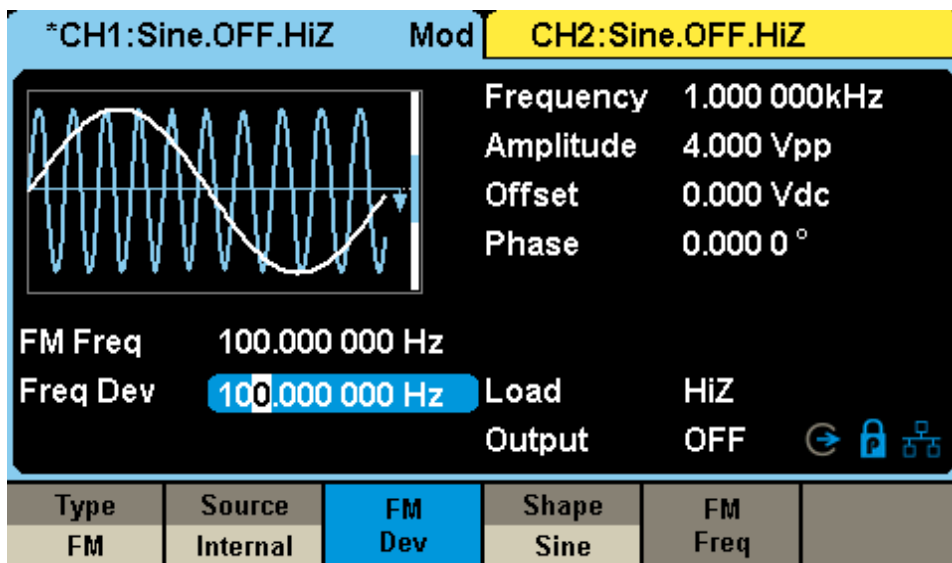 *CH1:Sine.OFF.HiZ Mod CH2:Sine.OFF.HiZ
Frequency 1.000 000kHz
Amplitude 4.000 Vpp
Offset 0.000 Vdc
Phase 0.000 0 °
FM Freq 100.000 000 Hz
Freq Dev 100.000 000 Hz Load HiZ
Output OFF P
Type Source FM Dev Shape FM Freq
FM Internal Sine